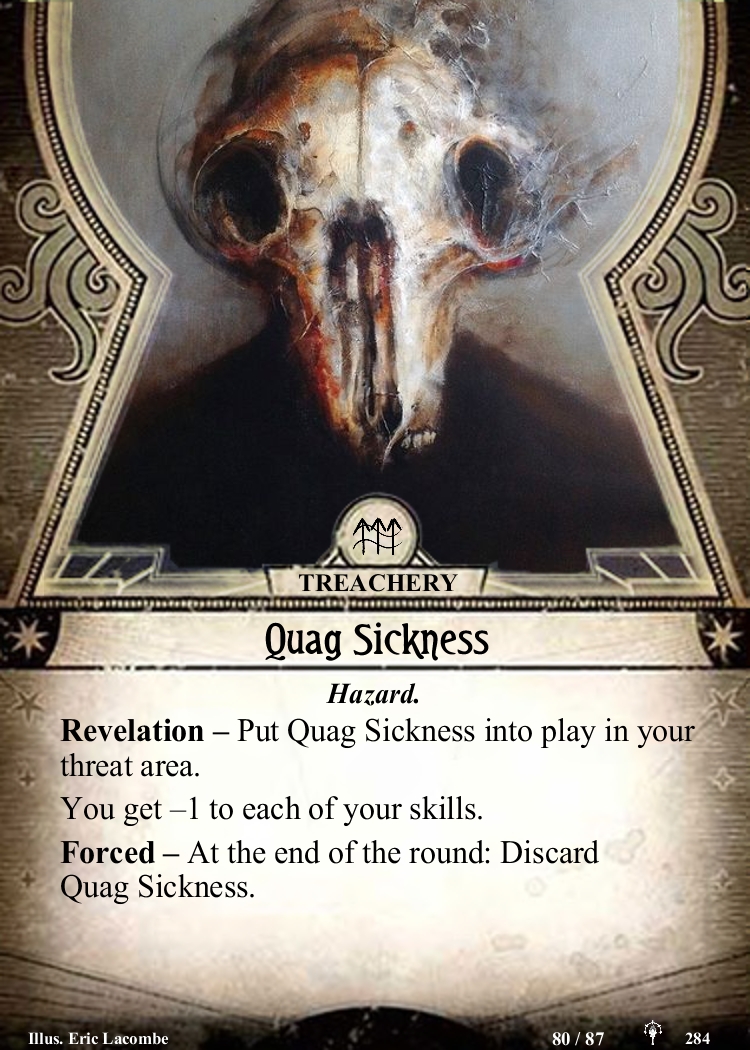 TREACHERY
Quag Sickness
Hazard.
Revelation – Put Quag Sickness into play in your
threat area.
You get –1 to each of your skills.
Forced – At the end of the round: Discard
Quag Sickness.
Illus. Eric Lacombe 80 / 87 284